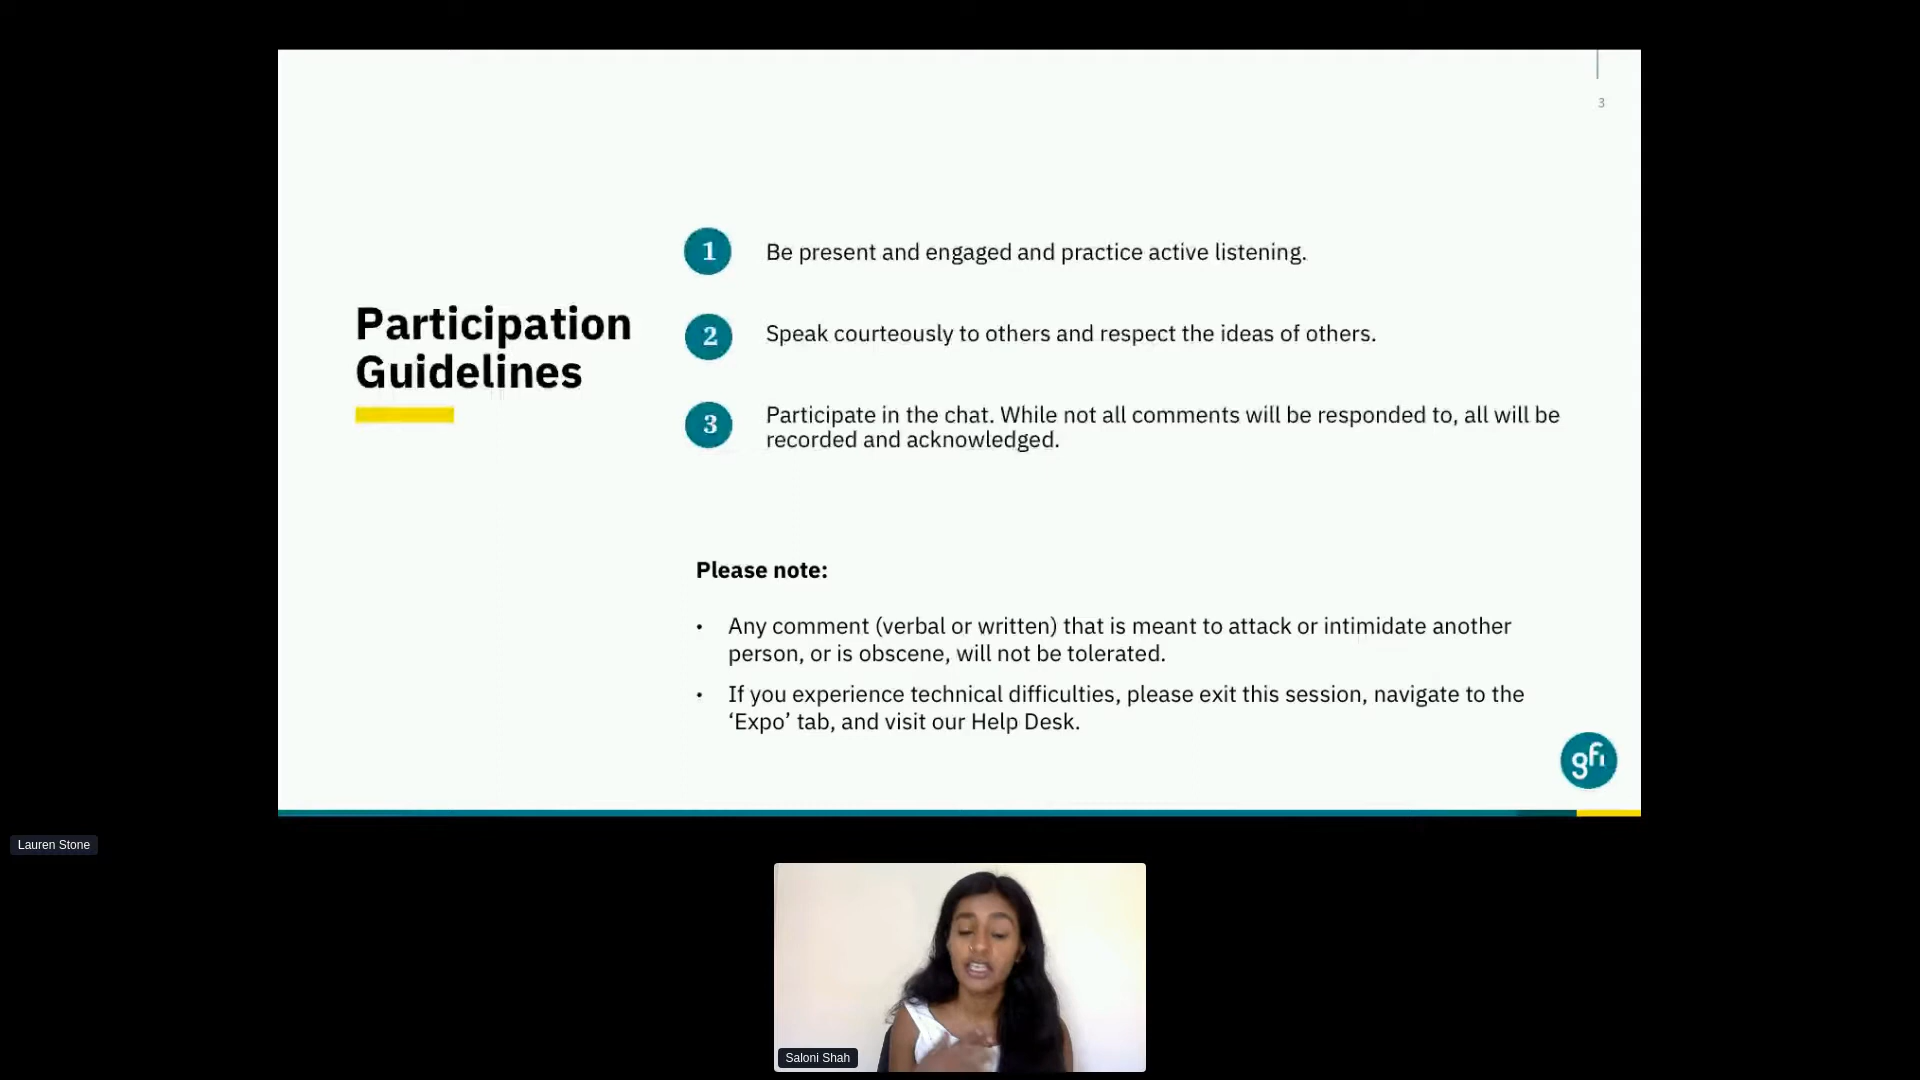 3
Participation
Guidelines
1
Be present and engaged and practice active listening.
2
Speak courteously to others and respect the ideas of others.
3
Participate in the chat. While not all comments will be responded to, all will be
recorded and acknowledged.
Please note:
• Any comment (verbal or written) that is meant to attack or intimidate another
person, or is obscene, will not be tolerated.
• If you experience technical difficulties, please exit this session, navigate to the
‘Expo’ tab, and visit our Help Desk.
gfi
Lauren Stone
Saloni Shah